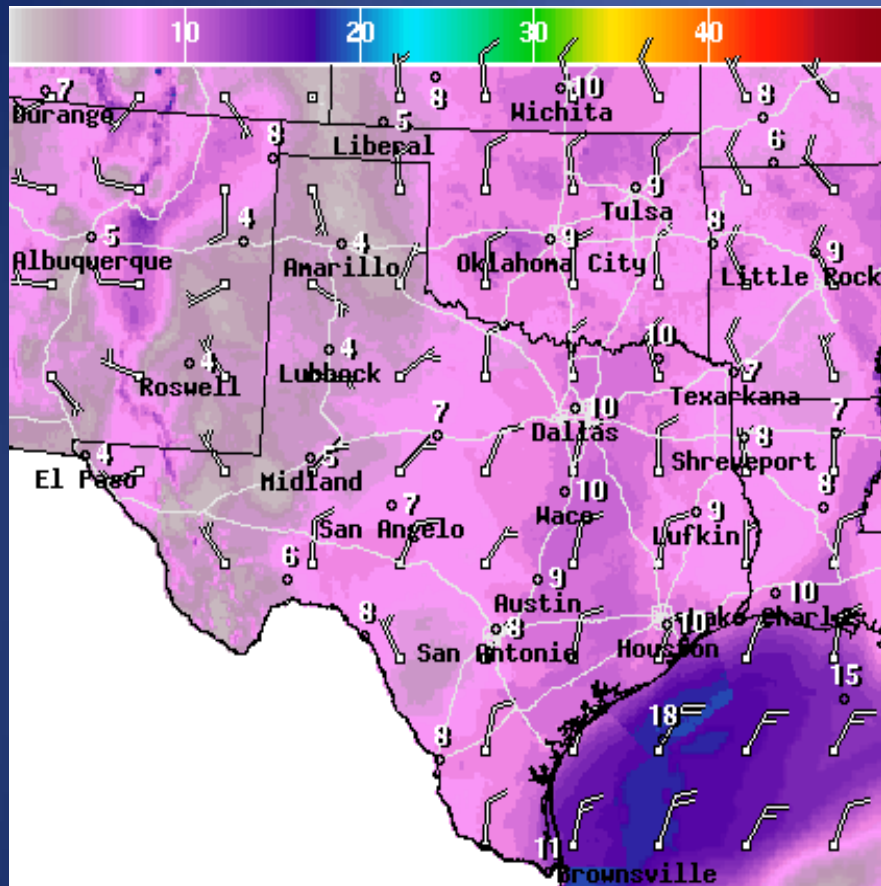 10 20 30 40
7 8 10 8
Durango Wichita
5
Liberal
8 6
9
Tulsa
5 4 4 9 8 9
Albuquerque Amarillo Oklahoma City Little Rock
4 4 10 7
Roswell Lubbock Texarkana
10
Dallas
7 8 7
4 5 Shreveport
El Paso Midland
7 10 9 8
San Angelo Waco Lufkin
6 9 10
Austin Lake Charles
8 8 10
San Antonio Houston
15
18
8
11
Brownsville